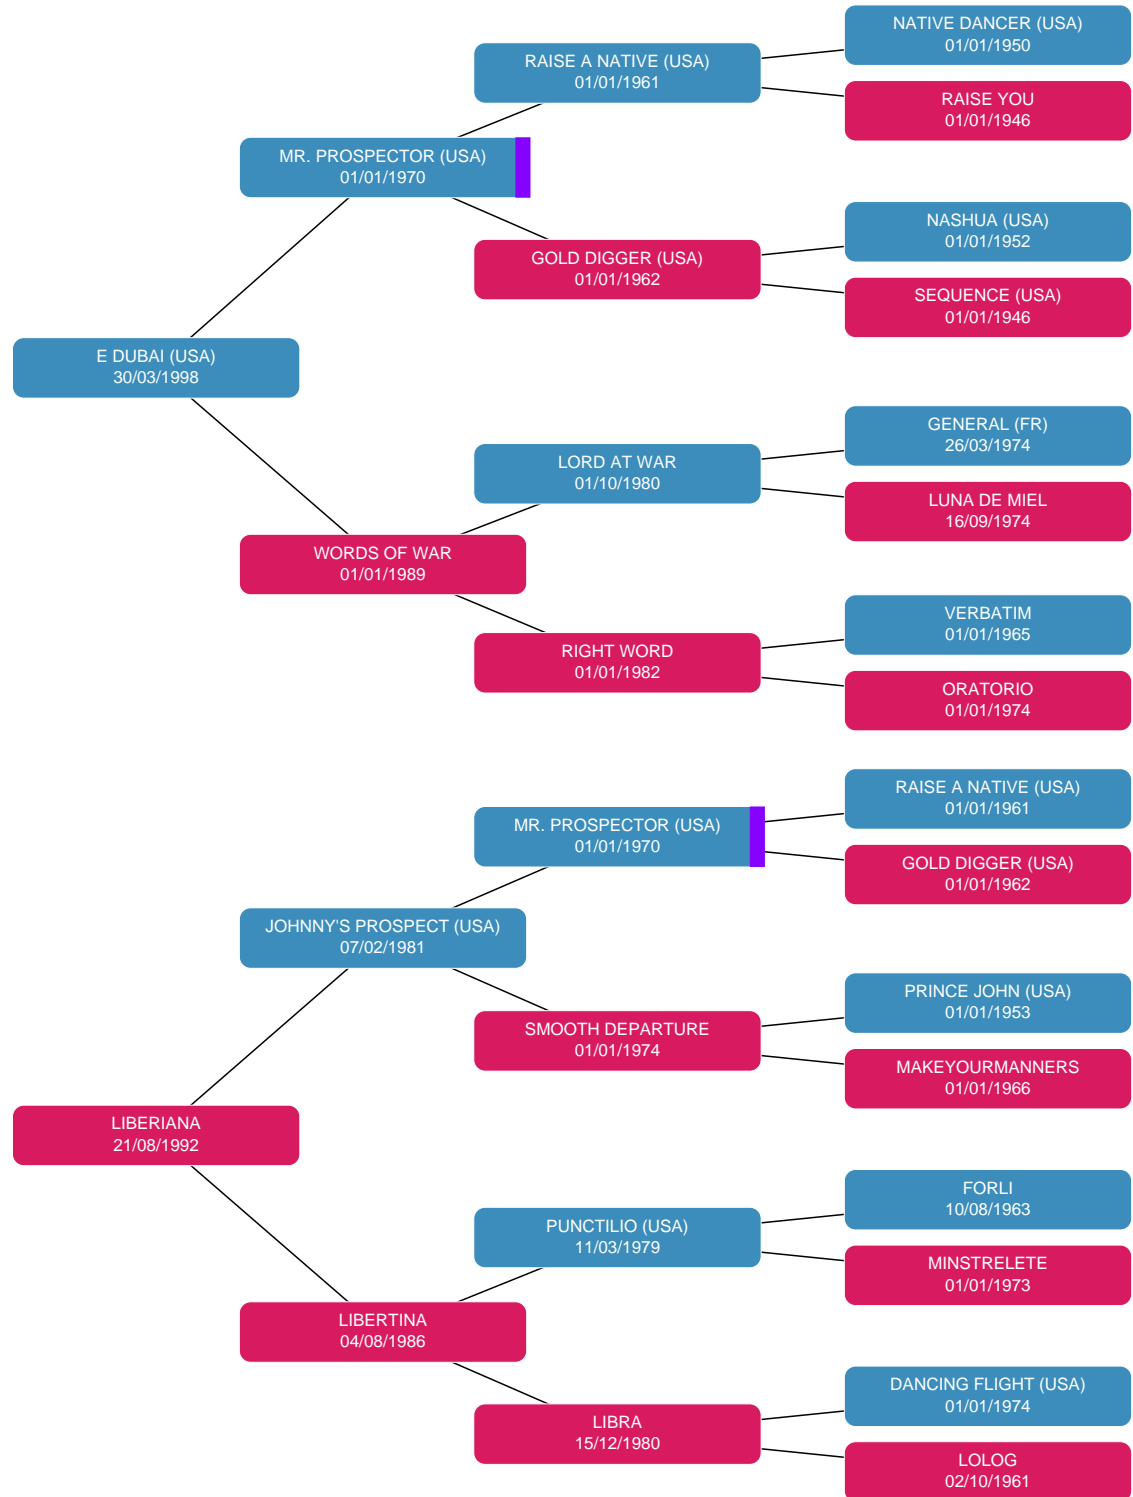 NATIVE DANCER (USA)
01/01/1950
RAISE A NATIVE (USA)
01/01/1961
RAISE YOU
01/01/1946
MR. PROSPECTOR (USA)
01/01/1970
NASHUA (USA)
01/01/1952
GOLD DIGGER (USA)
01/01/1962
SEQUENCE (USA)
01/01/1946
E DUBAI (USA)
30/03/1998
GENERAL (FR)
26/03/1974
LORD AT WAR
01/10/1980
LUNA DE MIEL
16/09/1974
WORDS OF WAR
01/01/1989
VERBATIM
01/01/1965
RIGHT WORD
01/01/1982
ORATORIO
01/01/1974
RAISE A NATIVE (USA)
01/01/1961
MR. PROSPECTOR (USA)
01/01/1970
GOLD DIGGER (USA)
01/01/1962
JOHNNY'S PROSPECT (USA)
07/02/1981
PRINCE JOHN (USA)
01/01/1953
SMOOTH DEPARTURE
01/01/1974
MAKEYOURMANNERS
01/01/1966
LIBERIANA
21/08/1992
FORLI
10/08/1963
PUNCTILIO (USA)
11/03/1979
MINSTRELETE
01/01/1973
LIBERTINA
04/08/1986
DANCING FLIGHT (USA)
01/01/1974
LIBRA
15/12/1980
LOLOG
02/10/1961